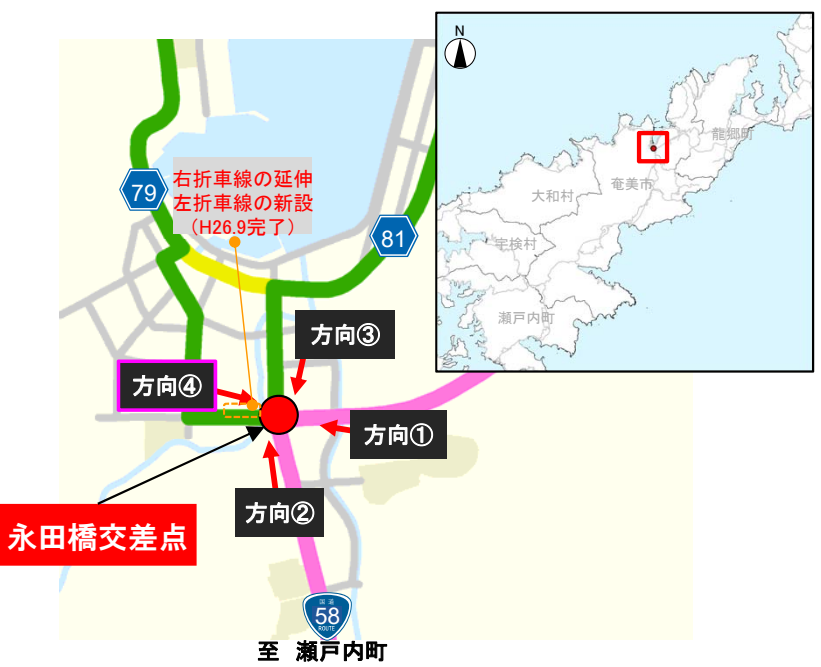 N
龍郷町
奄美市
大和村
宇検村
瀬戸内町
79
右折車線の延伸
左折車線の新設
（H26.9完了）
81
方向③
方向④
方向①
方向②
永田橋交差点
国道
58
ROUTE
至 瀬戸内町